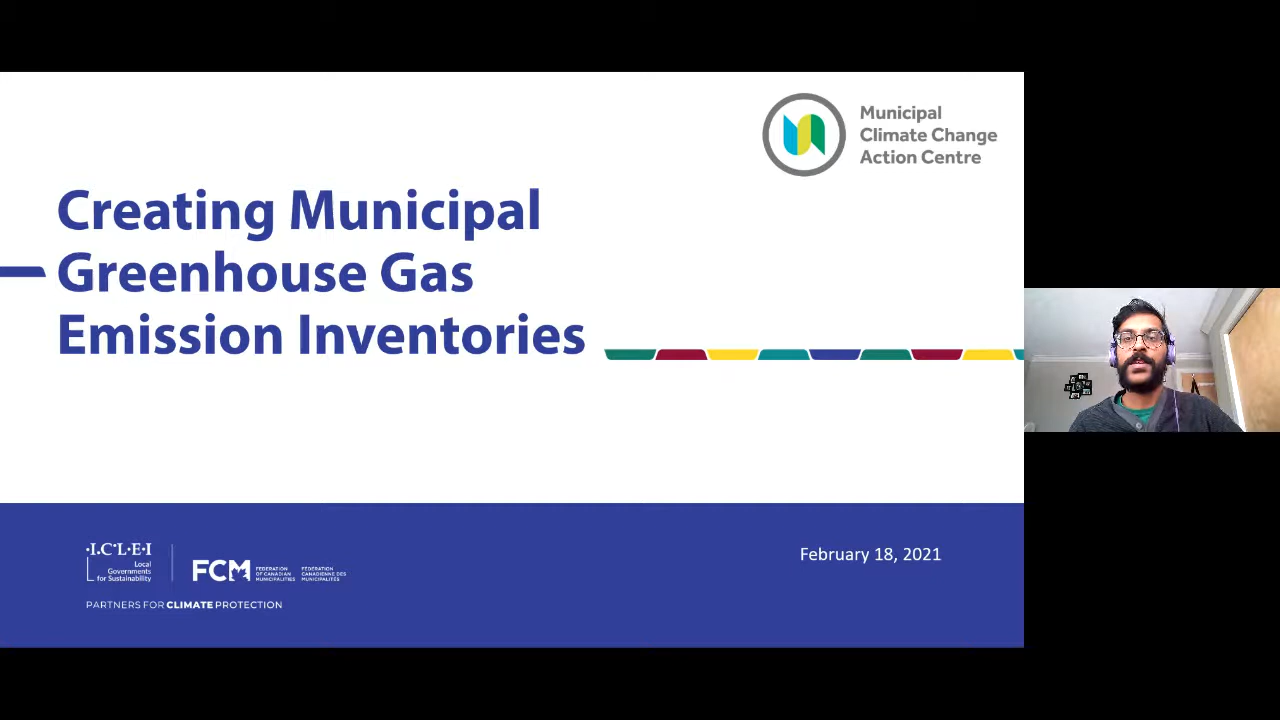 Municipal
Climate Change
Action Centre
Creating Municipal
Greenhouse Gas
Emission Inventories
·I.C·L·E·I
Local
Governments
for Sustainability
FCM
FEDERATION
OF CANADIAN
MUNICIPALITIES
FÉDÉRATION
CANADIENNE DES
MUNICIPALITÉS
PARTNERS FOR CLIMATE PROTECTION
February 18, 2021